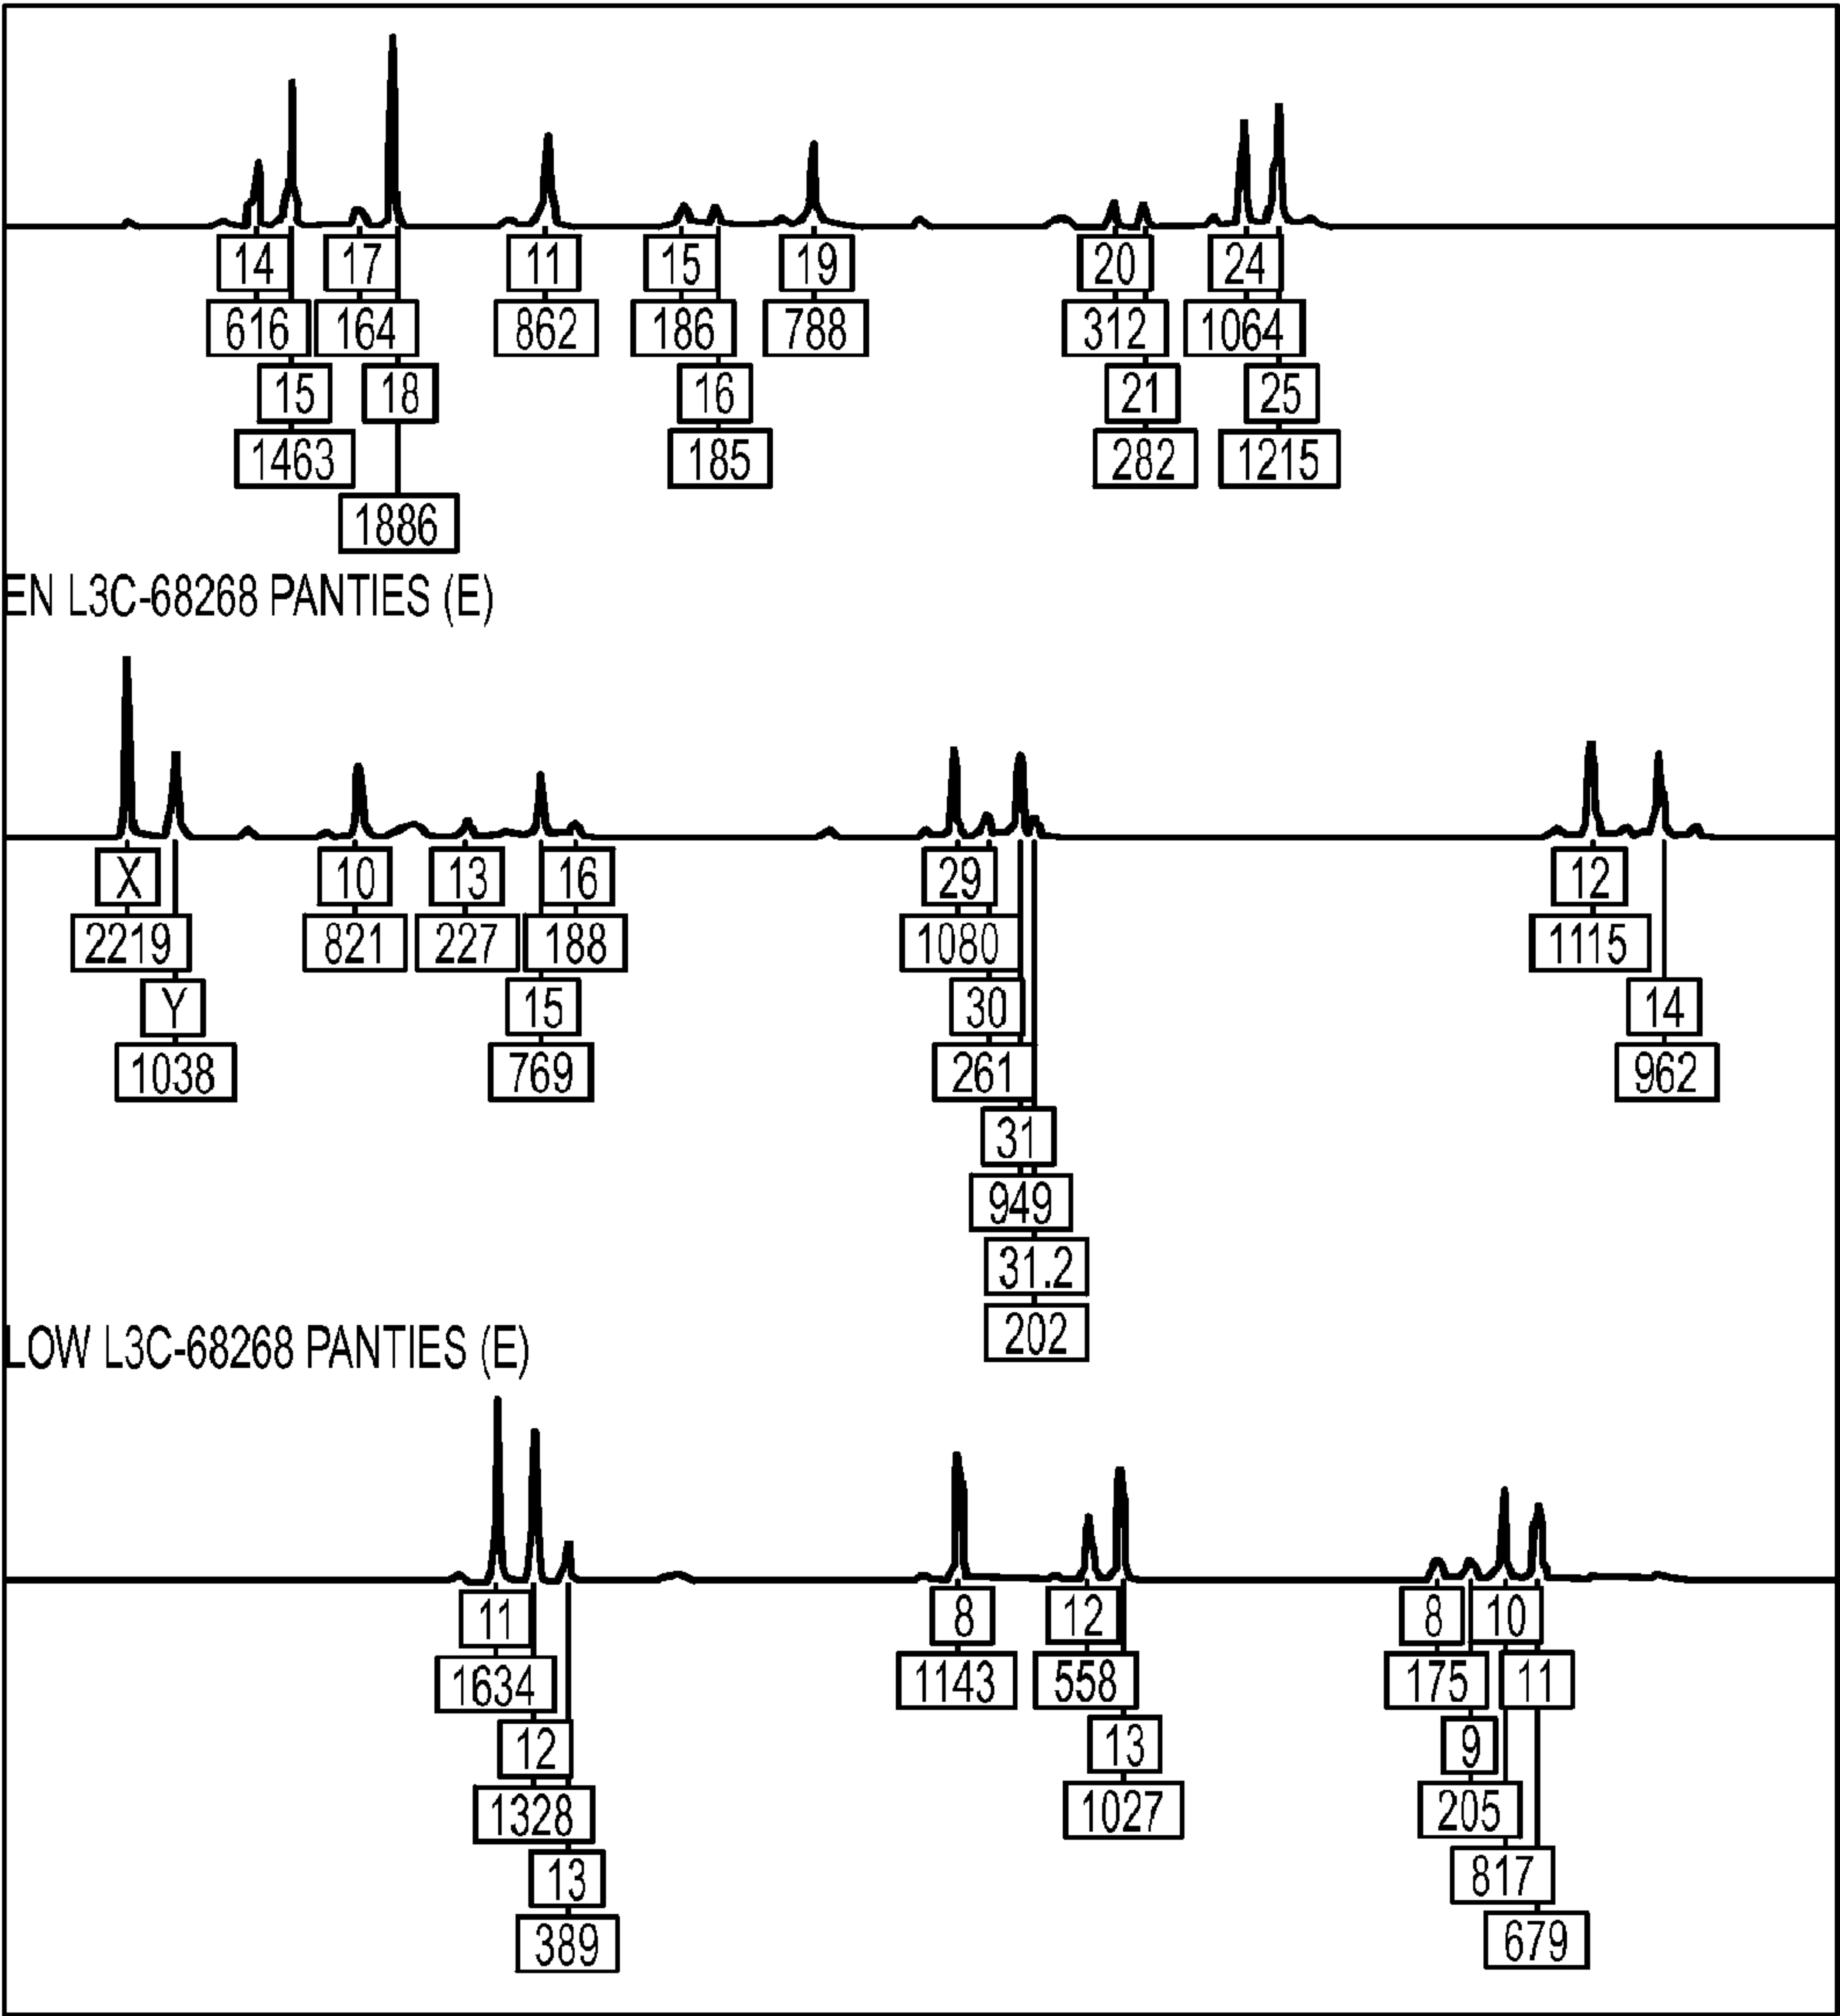 14 17 11 15 19 20 24
616 164 862 186 788 312 1064
15 18 16 21 25
1463 185 282 1215
1886
EN L3C-68268 PANTIES (E)
X 10 13 16 29 12
2219 821 227 188 1080 1115
Y 15 30 14
1038 769 261 962
31
949
31.2
202
LOW L3C-68268 PANTIES (E)
11 8 12 8 10
1634 1143 558 175 11
12 13 9
1328 1027 205
13 817
389 679